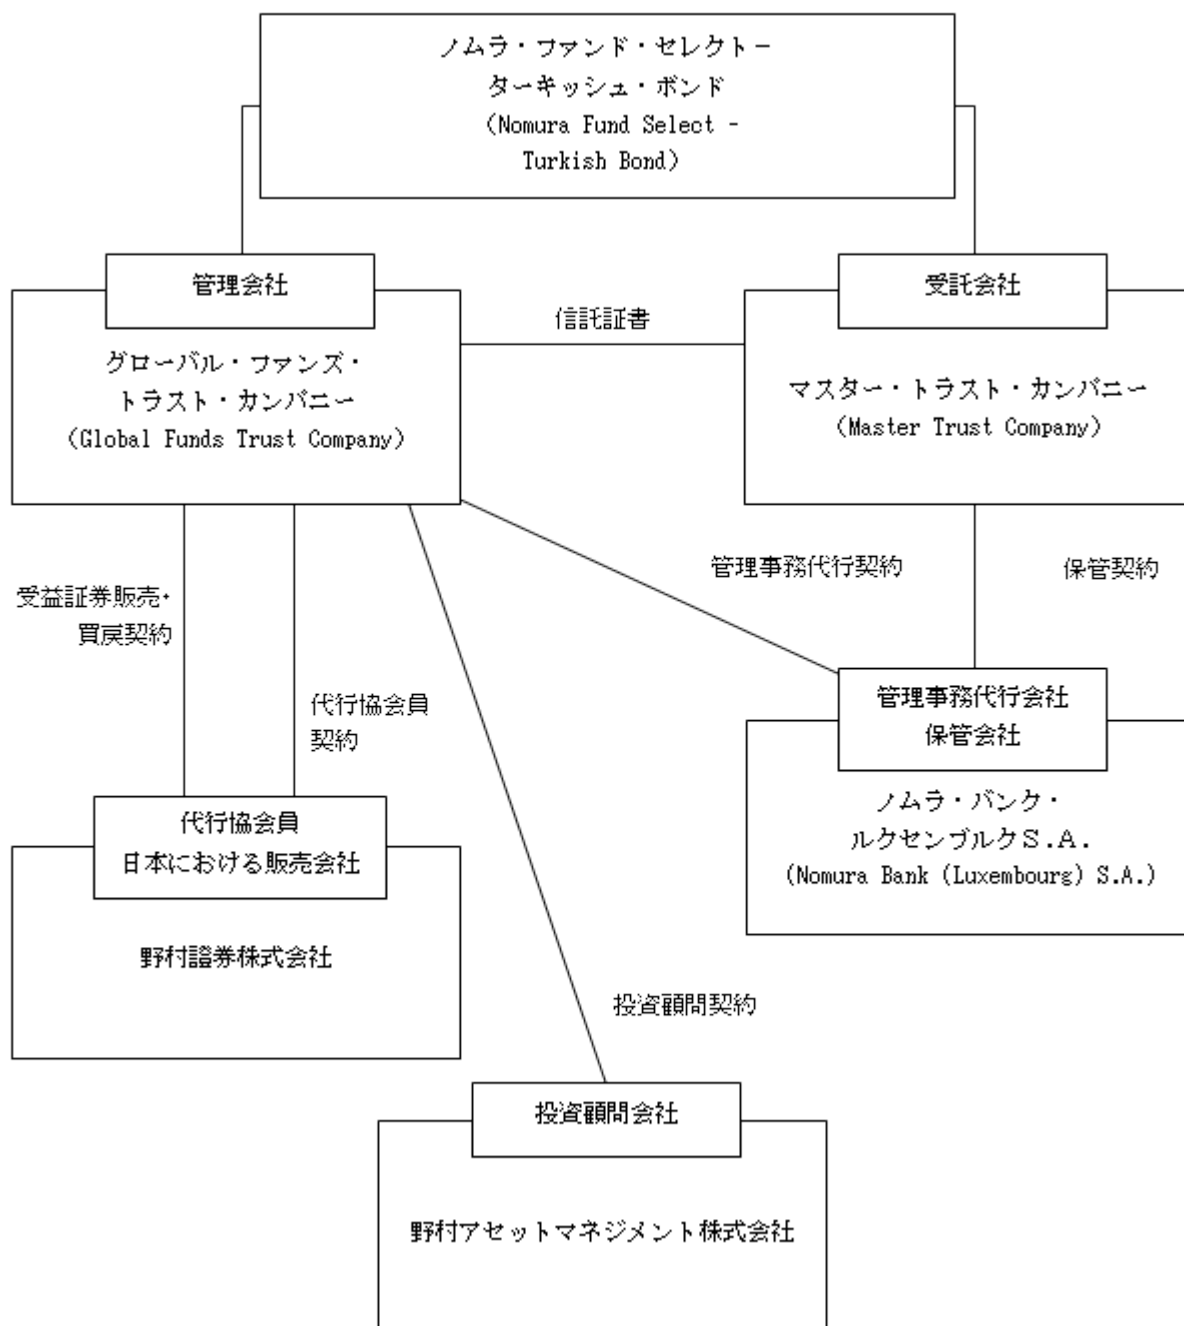 ノムラ・ファンド・セレクト－
ターキッシュ・ボンド
（Nomura Fund Select -
Turkish Bond）
管理会社
受託会社
信託証書
グローバル・ファンズ・
トラスト・カンパニー
（Global Funds Trust Company）
マスター・トラスト・カンパニー
（Master Trust Company）
管理事務代行契約
保管契約
受益証券販売・
買戻契約
代行協会員
契約
管理事務代行会社
保管会社
ノムラ・バンク・
ルクセンブルクＳ.Ａ.
(Nomura Bank (Luxembourg) S.A.)
代行協会員
日本における販売会社
野村證券株式会社
投資顧問契約
投資顧問会社
野村アセットマネジメント株式会社